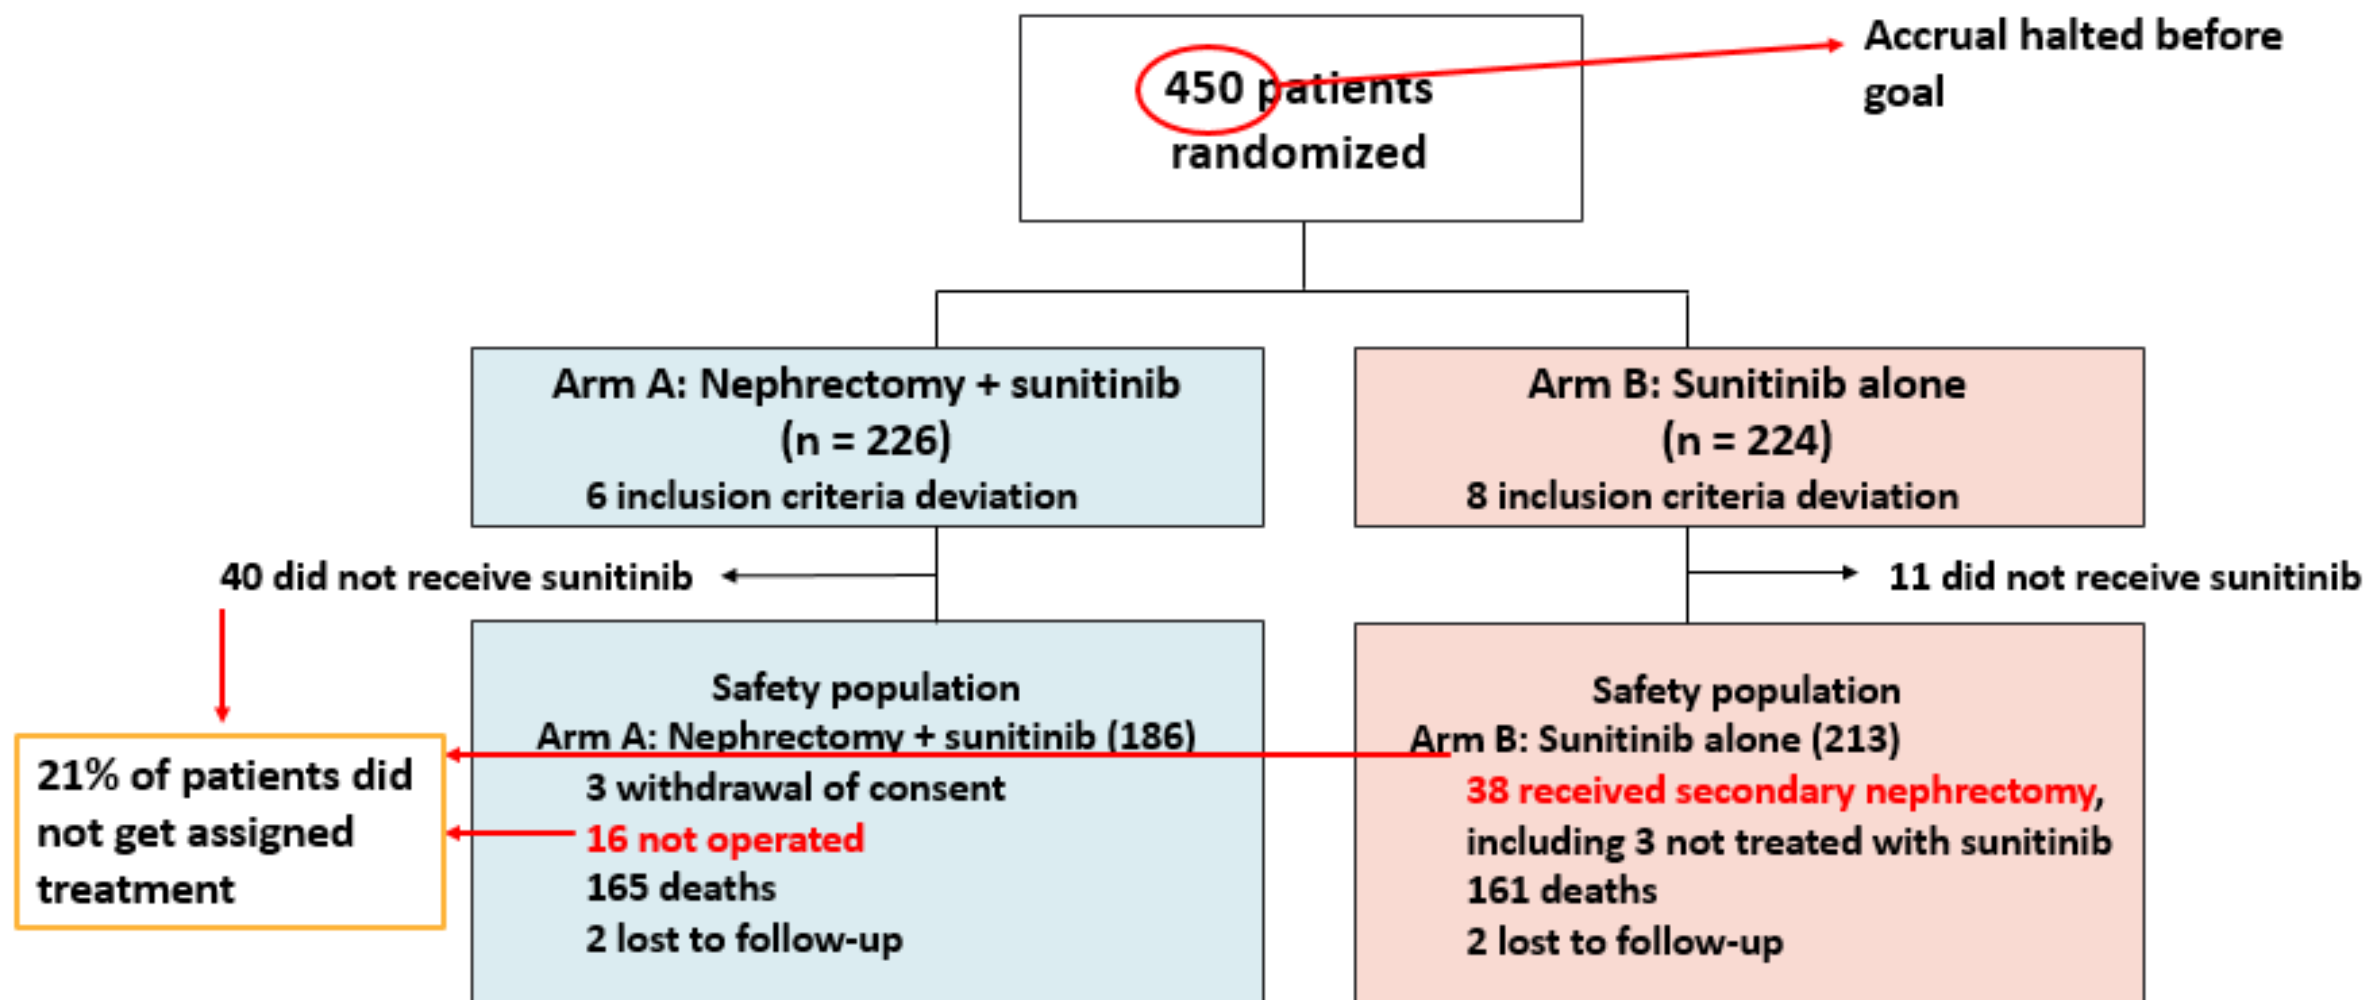 450 patients
randomized
Accrual halted before
goal
Arm A: Nephrectomy + sunitinib
(n = 226)
6 inclusion criteria deviation
Arm B: Sunitinib alone
(n = 224)
8 inclusion criteria deviation
40 did not receive sunitinib
11 did not receive sunitinib
21% of patients did
not get assigned
treatment
Safety population
Arm A: Nephrectomy + sunitinib (186)
3 withdrawal of consent
16 not operated
165 deaths
2 lost to follow-up
Safety population
Arm B: Sunitinib alone (213)
38 received secondary nephrectomy,
including 3 not treated with sunitinib
161 deaths
2 lost to follow-up